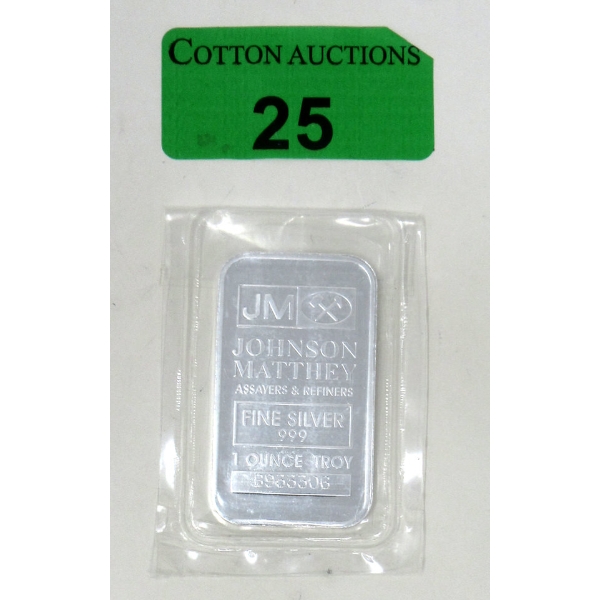 COTTON AUCTIONS
25
JM
JOHNSON
MATTHEY
ASSAYERS & REFINERS
FINE SILVER
999
1 OUNCE TROY